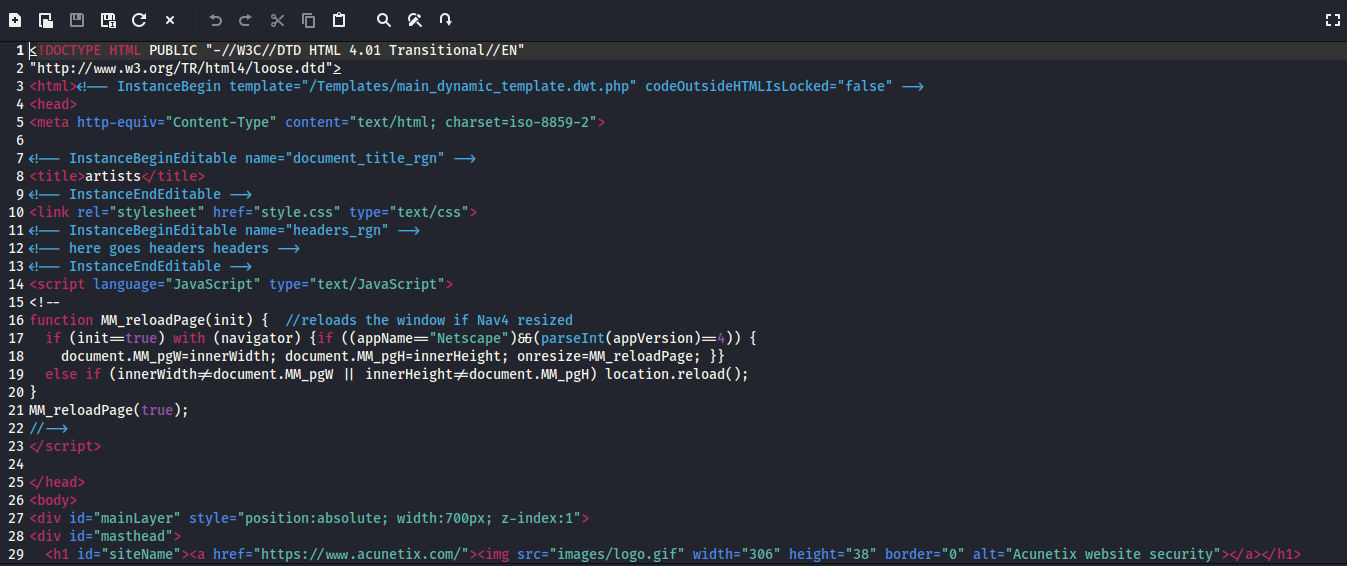 1 <!DOCTYPE HTML PUBLIC "-//W3C//DTD HTML 4.01 Transitional//EN"
2 "http://www.w3.org/TR/html4/loose.dtd">
3 <html><!-- InstanceBegin template="/Templates/main_dynamic_template.dwt.php" codeOutsideHTMLIsLocked="false" -->
4 <head>
5 <meta http-equiv="Content-Type" content="text/html; charset=iso-8859-2">
6
7 <!-- InstanceBeginEditable name="document_title_rgn" -->
8 <title>artists</title>
9 <!-- InstanceEndEditable -->
10 <link rel="stylesheet" href="style.css" type="text/css">
11 <!-- InstanceBeginEditable name="headers_rgn" -->
12 <!-- here goes headers headers -->
13 <!-- InstanceEndEditable -->
14 <script language="JavaScript" type="text/JavaScript">
15 <!--
16 function MM_reloadPage(init) {  //reloads the window if Nav4 resized
17   if (init==true) with (navigator) {if ((appName=="Netscape")&&(parseInt(appVersion)==4)) {
18     document.MM_pgW=innerWidth; document.MM_pgH=innerHeight; onresize=MM_reloadPage; }}
19   else if (innerWidth!=document.MM_pgW || innerHeight!=document.MM_pgH) location.reload();
20 }
21 MM_reloadPage(true);
22 //-->
23 </script>
24
25 </head>
26 <body>
27 <div id="mainLayer" style="position:absolute; width:700px; z-index:1">
28 <div id="masthead">
29   <h1 id="siteName"><a href="https://www.acunetix.com/"><img src="images/logo.gif" width="306" height="38" border="0" alt="Acunetix website security"></a></h1>